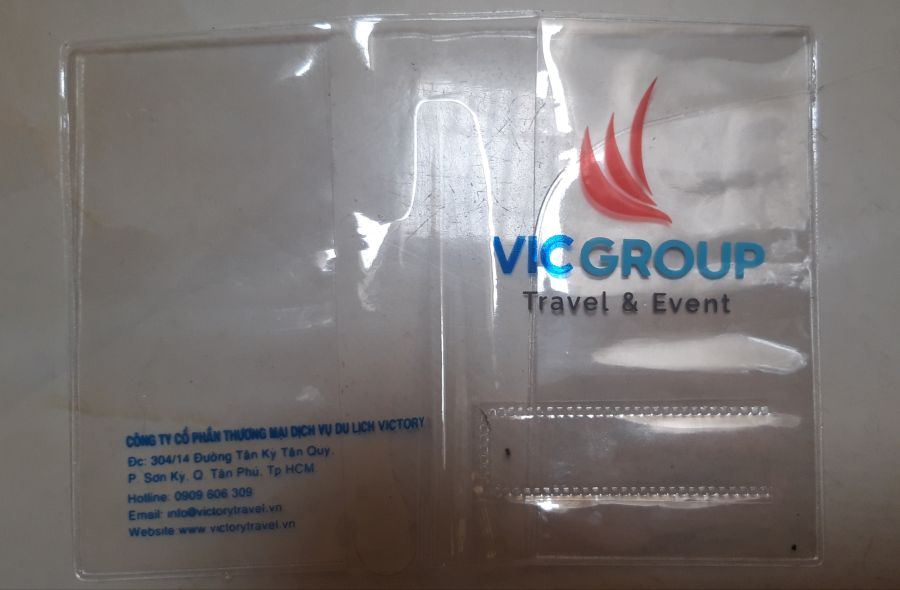 VIC GROUP
Travel & Event
CÔNG TY CỔ PHẦN THƯƠNG MẠI DỊCH VỤ DU LỊCH VICTORY
Đc: 304/14 Đường Tân Kỳ Tân Quý.
P. Sơn Kỳ. Q. Tân Phú. Tp HCM.
Hotline: 0909 606 309
Email: info@victorytravel.vn
Website www.victorytravel.vn